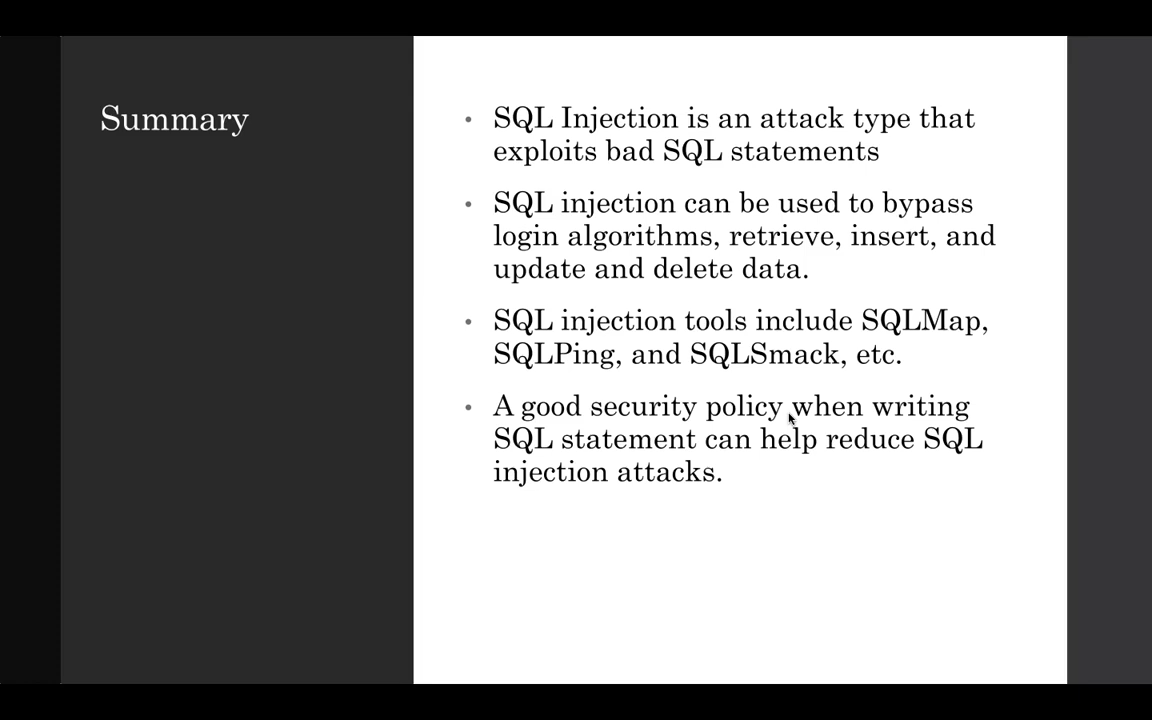 Summary
• SQL Injection is an attack type that
exploits bad SQL statements
• SQL injection can be used to bypass
login algorithms, retrieve, insert, and
update and delete data.
• SQL injection tools include SQLMap,
SQLPing, and SQLSmack, etc.
• A good security policy when writing
SQL statement can help reduce SQL
injection attacks.